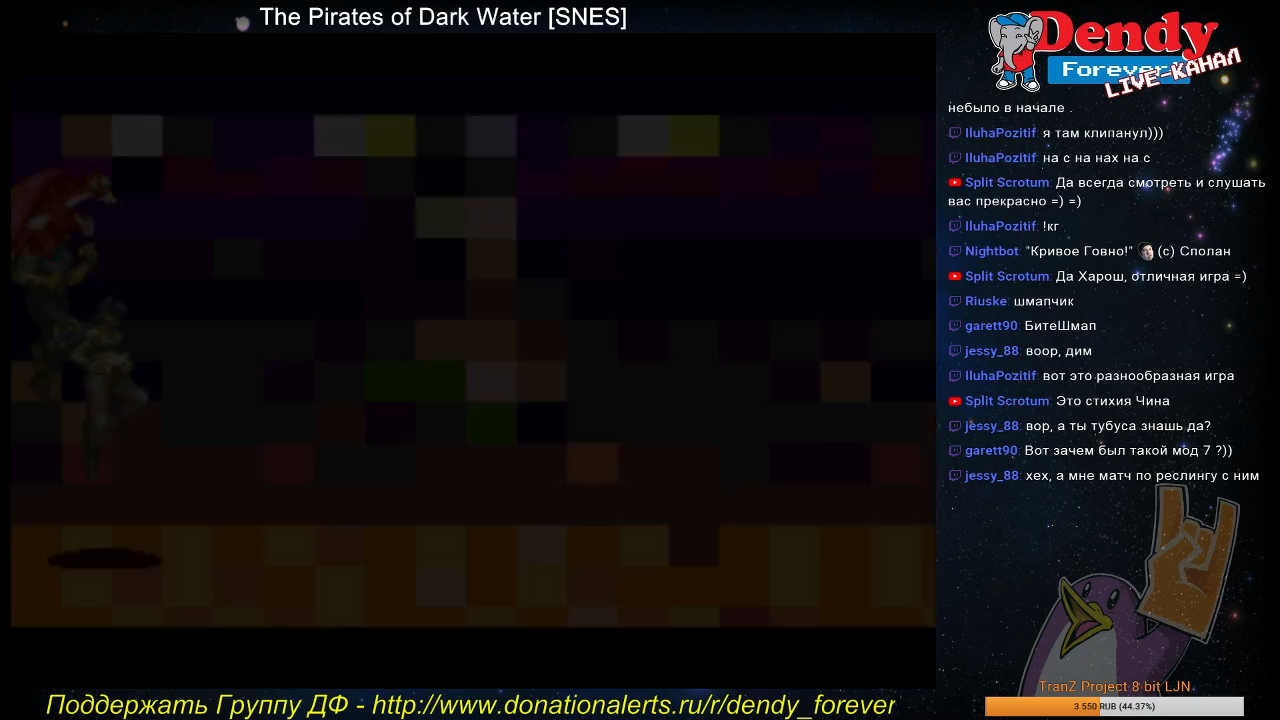 The Pirates of Dark Water [SNES]
Dendy
Forever
LIVE-КАНАЛ
небыло в начале .
IluhaPozitif: я там клипанул)))
IluhaPozitif: на с на нах на с
Split Scrotum: Да всегда смотреть и слушать
вас прекрасно =) =)
IluhaPozitif: !кг
Nightbot: "Кривое Говно!" (с) Сполан
Split Scrotum: Да Харош, отличная игра =)
Riuske: шмапчик
garett90: БитеШмап
jessy_88: воор, дим
IluhaPozitif: вот это разнообразная игра
Split Scrotum: Это стихия Чина
jessy_88: вор, а ты тубуса знашь да?
garett90: Вот зачем был такой мод 7 ?))
jessy_88: хех, а мне матч по реслингу с ним
TranZ Project 8 bit LJN
3 550 RUB (44.37%)
Поддержать Группу ДФ - http://www.donationalerts.ru/r/dendy_forever